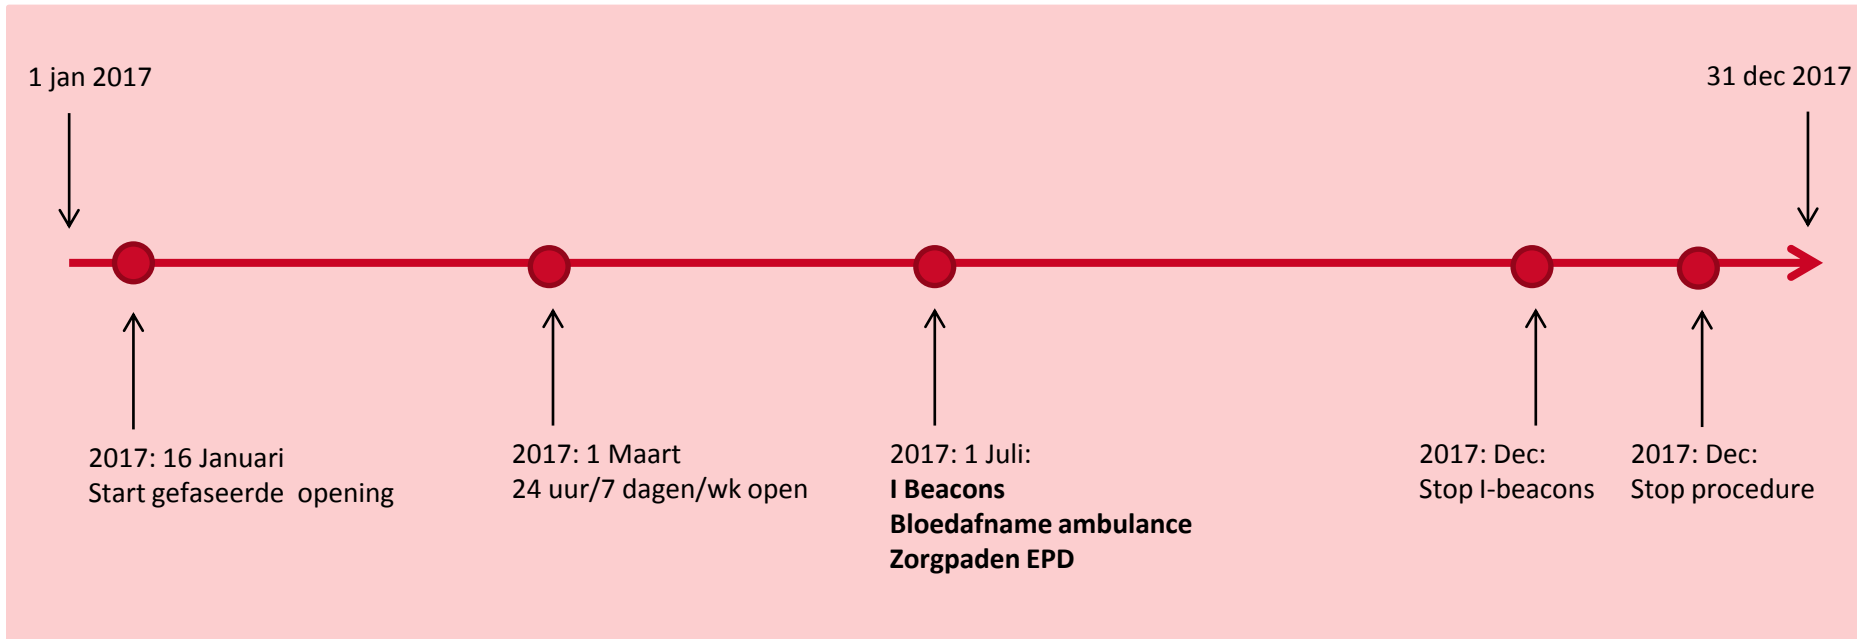 1 jan 2017
31 dec 2017
2017: 16 Januari
Start gefaseerde opening
2017: 1 Maart
24 uur/7 dagen/wk open
2017: 1 Juli:
I Beacons
Bloedafname ambulance
Zorgpaden EPD
2017: Dec:
Stop I-beacons
2017: Dec:
Stop procedure